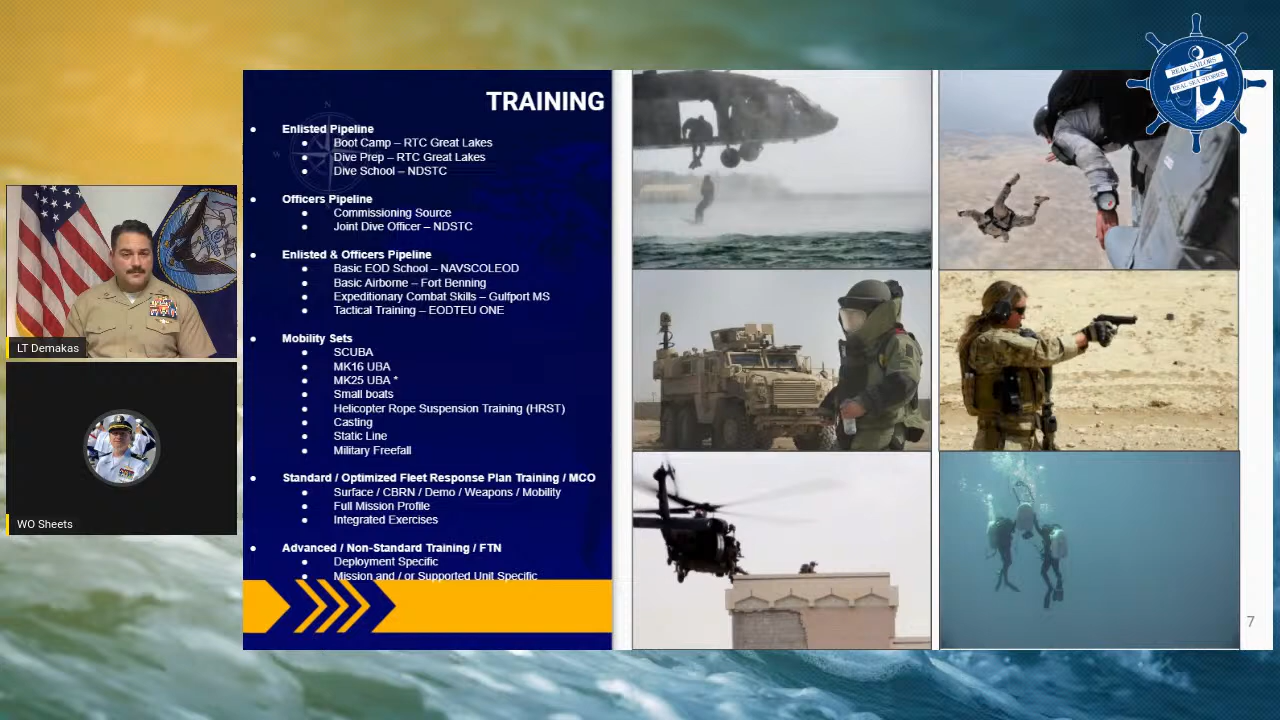 REAL SAILORS
REAL SEA STORIES
TRAINING
N
W
Enlisted Pipeline
Boot Camp – RTC Great Lakes
Dive Prep – RTC Great Lakes
Dive School – NDSTC
Officers Pipeline
Commissioning Source
Joint Dive Officer – NDSTC
Enlisted & Officers Pipeline
Basic EOD School – NAVSCOLEOD
Basic Airborne – Fort Benning
Expeditionary Combat Skills – Gulfport MS
Tactical Training – EODTEU ONE
Mobility Sets
SCUBA
MK16 UBA
MK25 UBA *
Small boats
Helicopter Rope Suspension Training (HRST)
Casting
Static Line
Military Freefall
Standard / Optimized Fleet Response Plan Training / MCO
Surface / CBRN / Demo / Weapons / Mobility
Full Mission Profile
Integrated Exercises
Advanced / Non-Standard Training / FTN
Deployment Specific
Mission and / or Supported Unit Specific
LT Demakas
WO Sheets
7